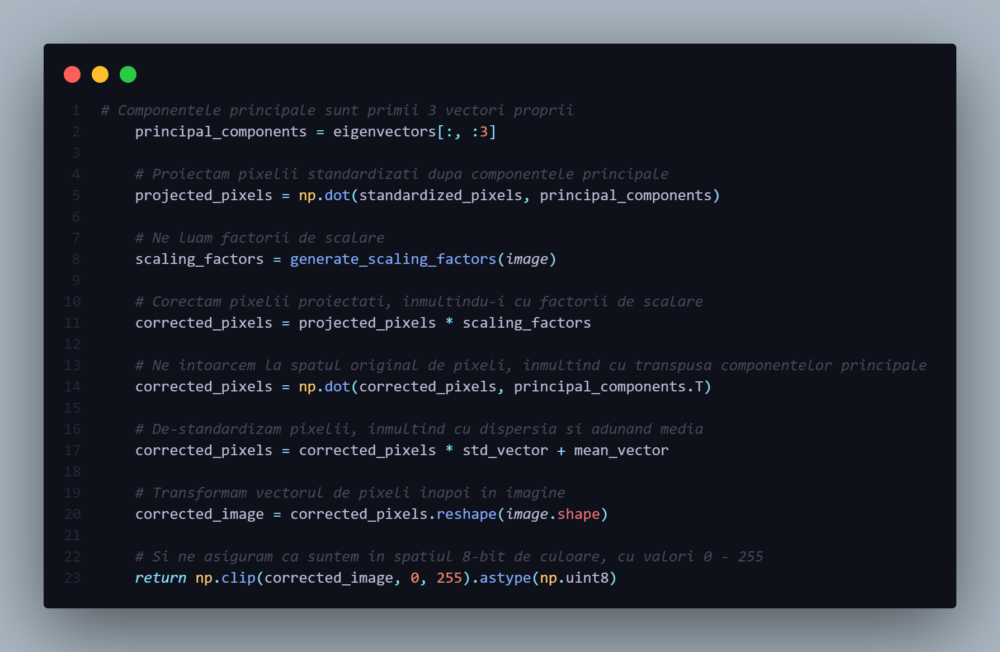 1 # Componentele principale sunt primii 3 vectori proprii
2 principal_components = eigenvectors[:, :3]
3
4 # Proiectam pixelii standardizati dupa componentele principale
5 projected_pixels = np.dot(standardized_pixels, principal_components)
6
7 # Ne luam factorii de scalare
8 scaling_factors = generate_scaling_factors(image)
9
10 # Corectam pixelii proiectati, inmultindu-i cu factorii de scalare
11 corrected_pixels = projected_pixels * scaling_factors
12
13 # Ne intoarcem la spatul original de pixeli, inmultind cu transpusa componentelor principale
14 corrected_pixels = np.dot(corrected_pixels, principal_components.T)
15
16 # De-standardizam pixelii, inmultind cu dispersia si adunand media
17 corrected_pixels = corrected_pixels * std_vector + mean_vector
18
19 # Transformam vectorul de pixeli inapoi in imagine
20 corrected_image = corrected_pixels.reshape(image.shape)
21
22 # Si ne asiguram ca suntem in spatiul 8-bit de culoare, cu valori 0 - 255
23 return np.clip(corrected_image, 0, 255).astype(np.uint8)